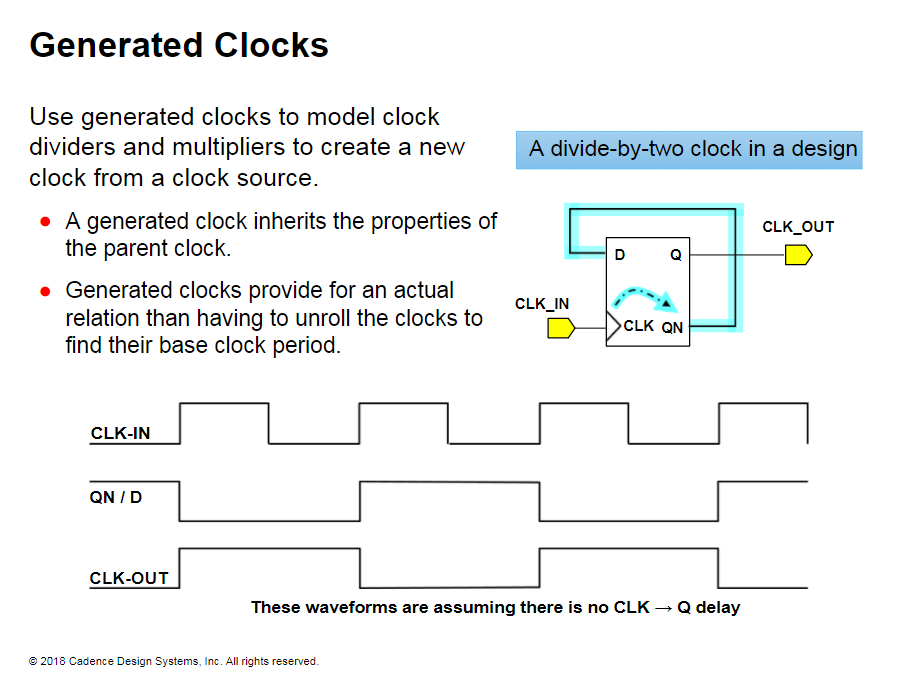 Generated Clocks
Use generated clocks to model clock
dividers and multipliers to create a new
clock from a clock source.
● A generated clock inherits the properties of
the parent clock.
● Generated clocks provide for an actual
relation than having to unroll the clocks to
find their base clock period.
A divide-by-two clock in a design
CLK_OUT
D Q
CLK_IN
CLK QN
CLK-IN
QN / D
CLK-OUT
These waveforms are assuming there is no CLK → Q delay
© 2018 Cadence Design Systems, Inc. All rights reserved.